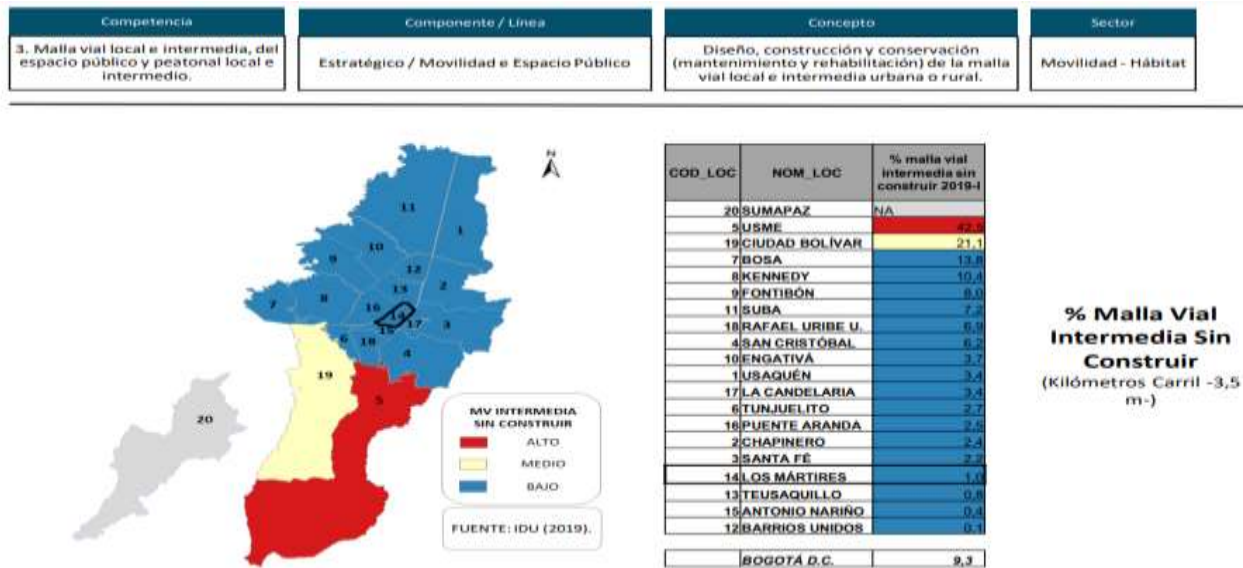 Competencia
Componente / Línea
Concepto
Sector
3. Malla vial local e intermedia, del
espacio público y peatonal local e
intermedio.
Estratégico / Movilidad e Espacio Público
Diseño, construcción y conservación
(mantenimiento y rehabilitación) de la malla
vial local e intermedia urbana o rural.
Movilidad - Hábitat
N
11
1
10
9
12
13
2
8
7
16
14
17
3
15
6
18
4
19
5
20
MV INTERMEDIA
SIN CONSTRUIR
ALTO
MEDIO
BAJO
FUENTE: IDU (2019).
COD_LOC NOM_LOC % malla vial
intermedia sin
construir 2019-I
20 SUMAPAZ NA
5 USME 42,5
19 CIUDAD BOLÍVAR 21,1
7 BOSA 13,8
8 KENNEDY 10,4
9 FONTIBÓN 8,0
11 SUBA 7,2
18 RAFAEL URIBE U. 6,9
4 SAN CRISTÓBAL 6,2
10 ENGATIVÁ 3,7
1 USAQUÉN 3,4
17 LA CANDELARIA 3,4
6 TUNJUELITO 2,7
16 PUENTE ARANDA 2,5
2 CHAPINERO 2,4
3 SANTA FÉ 2,2
14 LOS MÁRTIRES 1,0
13 TEUSAQUILLO 0,8
15 ANTONIO NARIÑO 0,4
12 BARRIOS UNIDOS 0,1
BOGOTÁ D.C. 9,3
% Malla Vial
Intermedia Sin
Construir
(Kilómetros Carril -3,5
m-)